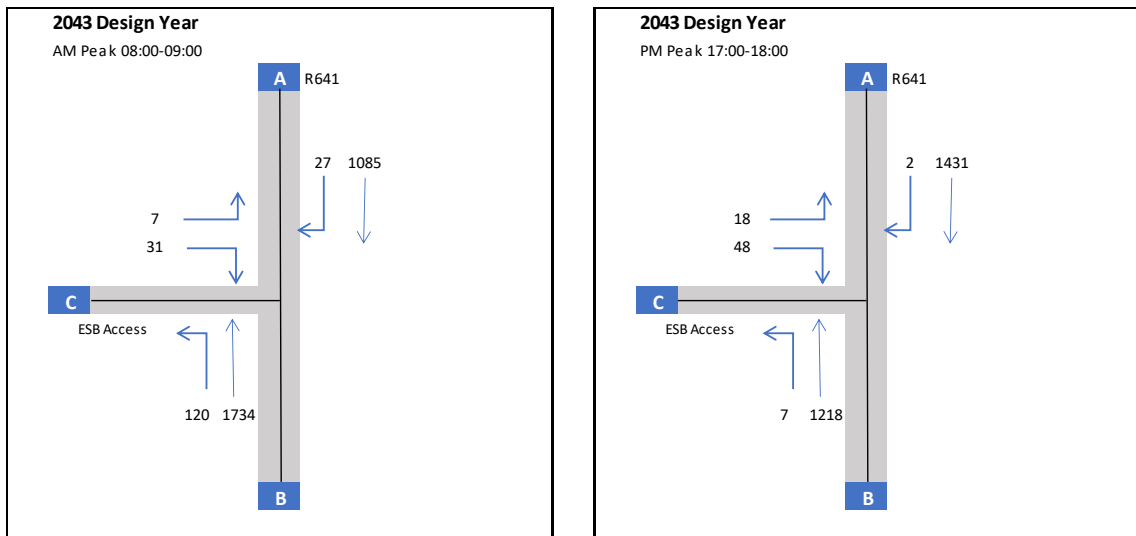 2043 Design Year
AM Peak 08:00-09:00
A R641
27 1085
7
31
C
ESB Access
120 1734
B
2043 Design Year
PM Peak 17:00-18:00
A R641
2 1431
18
48
C
ESB Access
7 1218
B